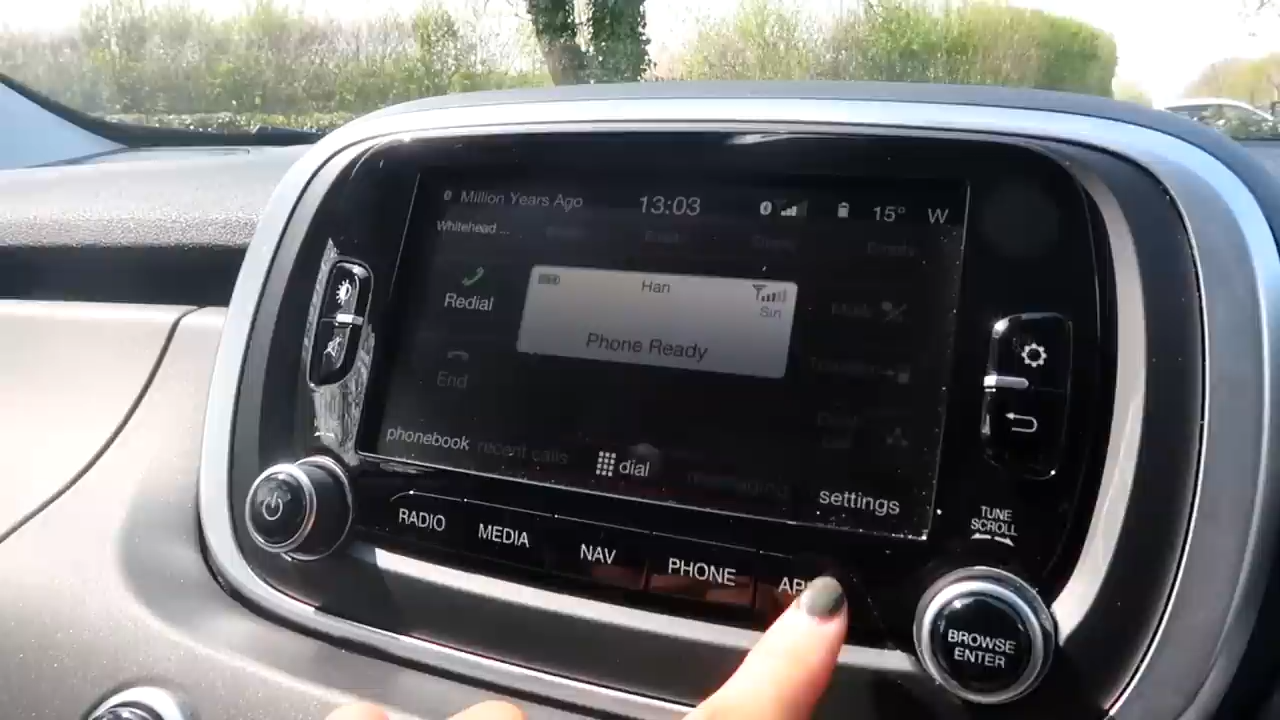 Million Years Ago 13:03 15° W
Whitehead ...
Redial
Han
Phone Ready
End
phonebook recent calls dial messaging settings
RADIO MEDIA NAV PHONE
TUNE
SCROLL
BROWSE
ENTER